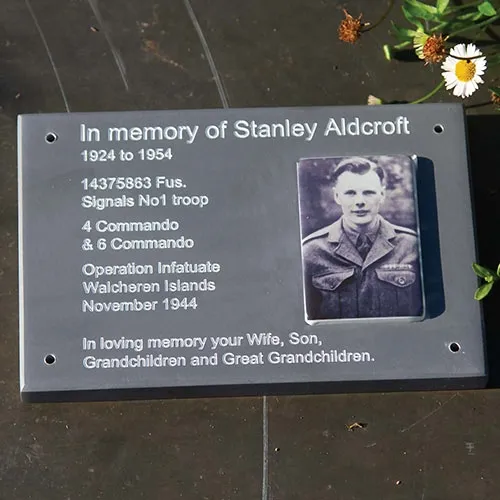 In memory of Stanley Aldcroft
1924 to 1954
14375863 Fus.
Signals No1 troop
4 Commando
& 6 Commando
Operation Infatuate
Walcheren Islands
November 1944
In loving memory your Wife, Son,
Grandchildren and Great Grandchildren.